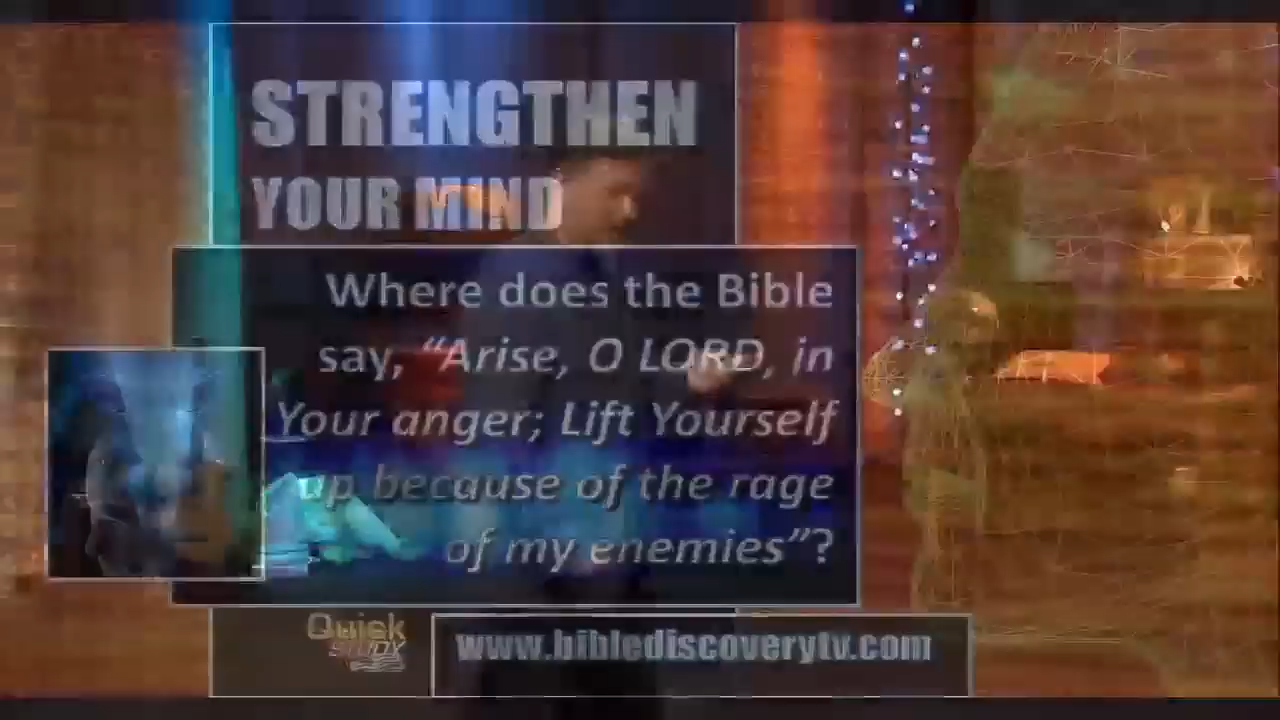 STRENGTHEN
YOUR MIND
Where does the Bible
say, “Arise, O LORD, in
Your anger; Lift Yourself
up because of the rage
of my enemies”?
Quick
STUDY
www.biblediscoverytv.com